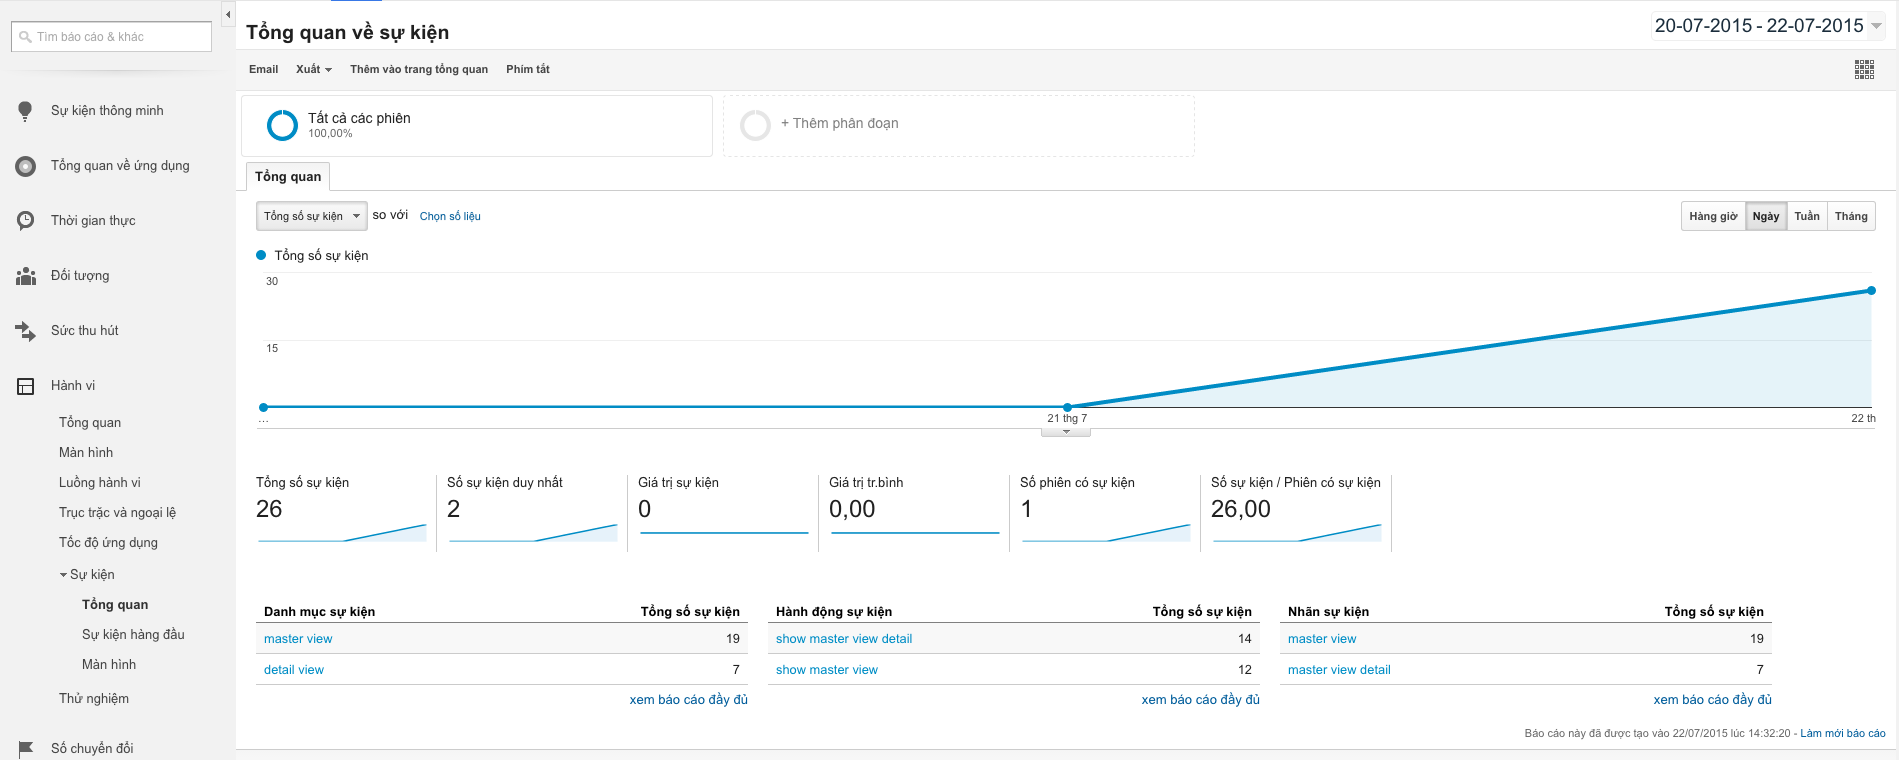 Tìm báo cáo & khác
Sự kiện thông minh
Tổng quan về ứng dụng
Thời gian thực
Đối tượng
Sức thu hút
Hành vi
Tổng quan
Màn hình
Luồng hành vi
Trục trặc và ngoại lệ
Tốc độ ứng dụng
Sự kiện
Tổng quan
Sự kiện hàng đầu
Màn hình
Thử nghiệm
Số chuyển đổi
Tổng quan về sự kiện
20-07-2015 - 22-07-2015
Email Xuất Thêm vào trang tổng quan Phím tắt
Tất cả các phiên
100,00%
+ Thêm phân đoạn
Tổng quan
Tổng số sự kiện so với Chọn số liệu
Hàng giờ Ngày Tuần Tháng
Tổng số sự kiện
30
15
... 21 thg 7 22 th
Tổng số sự kiện Số sự kiện duy nhất Giá trị sự kiện Giá trị tr.bình Số phiên có sự kiện Số sự kiện / Phiên có sự kiện
26 2 0 0,00 1 26,00
Danh mục sự kiện Tổng số sự kiện Hành động sự kiện Tổng số sự kiện Nhãn sự kiện Tổng số sự kiện
master view 19 show master view detail 14 master view 19
detail view 7 show master view 12 master view detail 7
xem báo cáo đầy đủ xem báo cáo đầy đủ xem báo cáo đầy đủ
Báo cáo này đã được tạo vào 22/07/2015 lúc 14:32:20 - Làm mới báo cáo